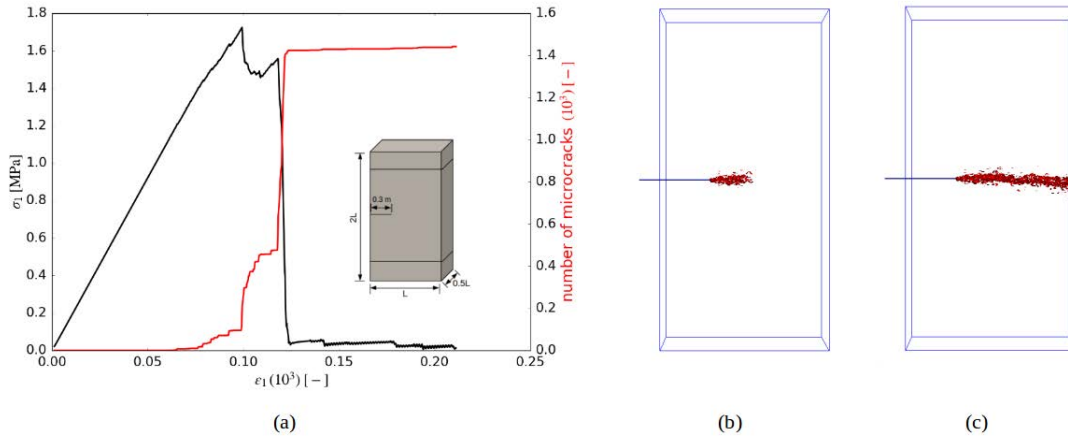 1.8
1.6
1.4
1.2
1.0
0.8
0.6
0.4
0.2
0.0
σ₁ [MPa]
0.00 0.05 0.10 0.15 0.20 0.25
ε₁ (10³) [−]
1.6
1.4
1.2
1.0
0.8
0.6
0.4
0.2
0.0
number of microcracks (10³) [−]
0.3 m
2L
L
0.5L
(a) (b) (c)